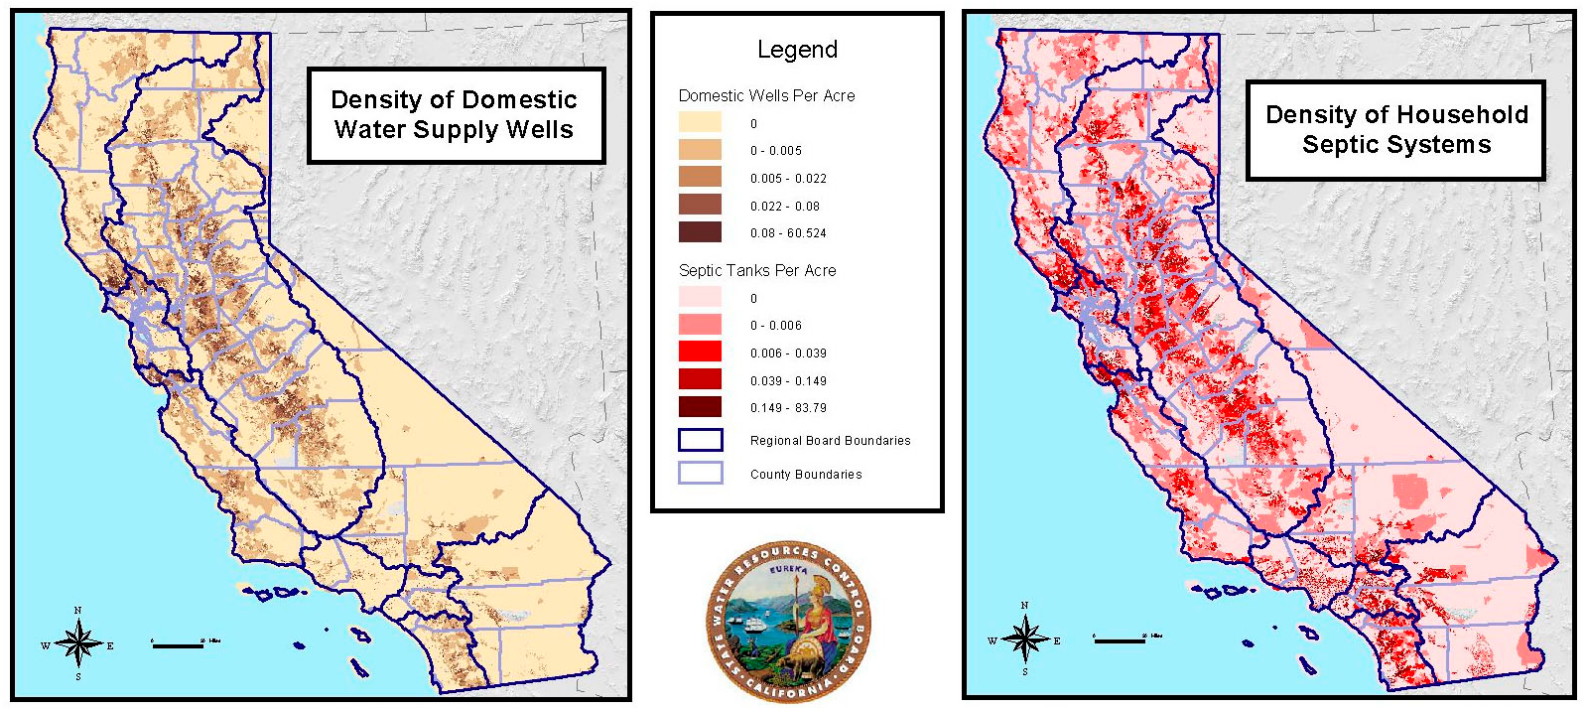 Density of Domestic
Water Supply Wells
N
W E
S
0
Legend
Domestic Wells Per Acre
0
0 - 0.005
0.005 - 0.022
0.022 - 0.08
0.08 - 60.524
Septic Tanks Per Acre
0
0 - 0.006
0.006 - 0.039
0.039 - 0.149
0.149 - 83.79
Regional Board Boundaries
County Boundaries
STATE WATER RESOURCES CONTROL BOARD
EUREKA
CALIFORNIA
Density of Household
Septic Systems
N
W E
S
0